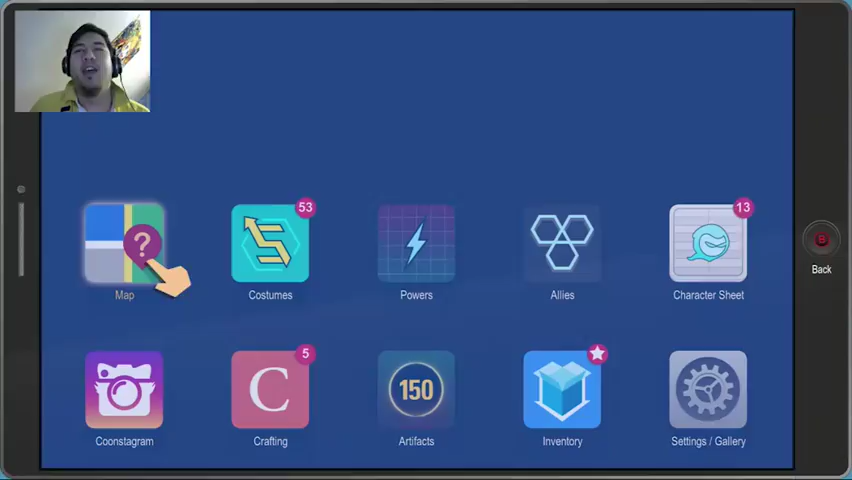 53
13
?
Map
Costumes
Powers
Allies
Character Sheet
B
Back
5
C
150
Coonstagram
Crafting
Artifacts
Inventory
Settings / Gallery